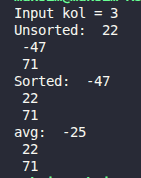 Input kol = 3
Unsorted:  22
 -47
 71
Sorted:  -47
 22
 71
avg:  -25
 22
 71